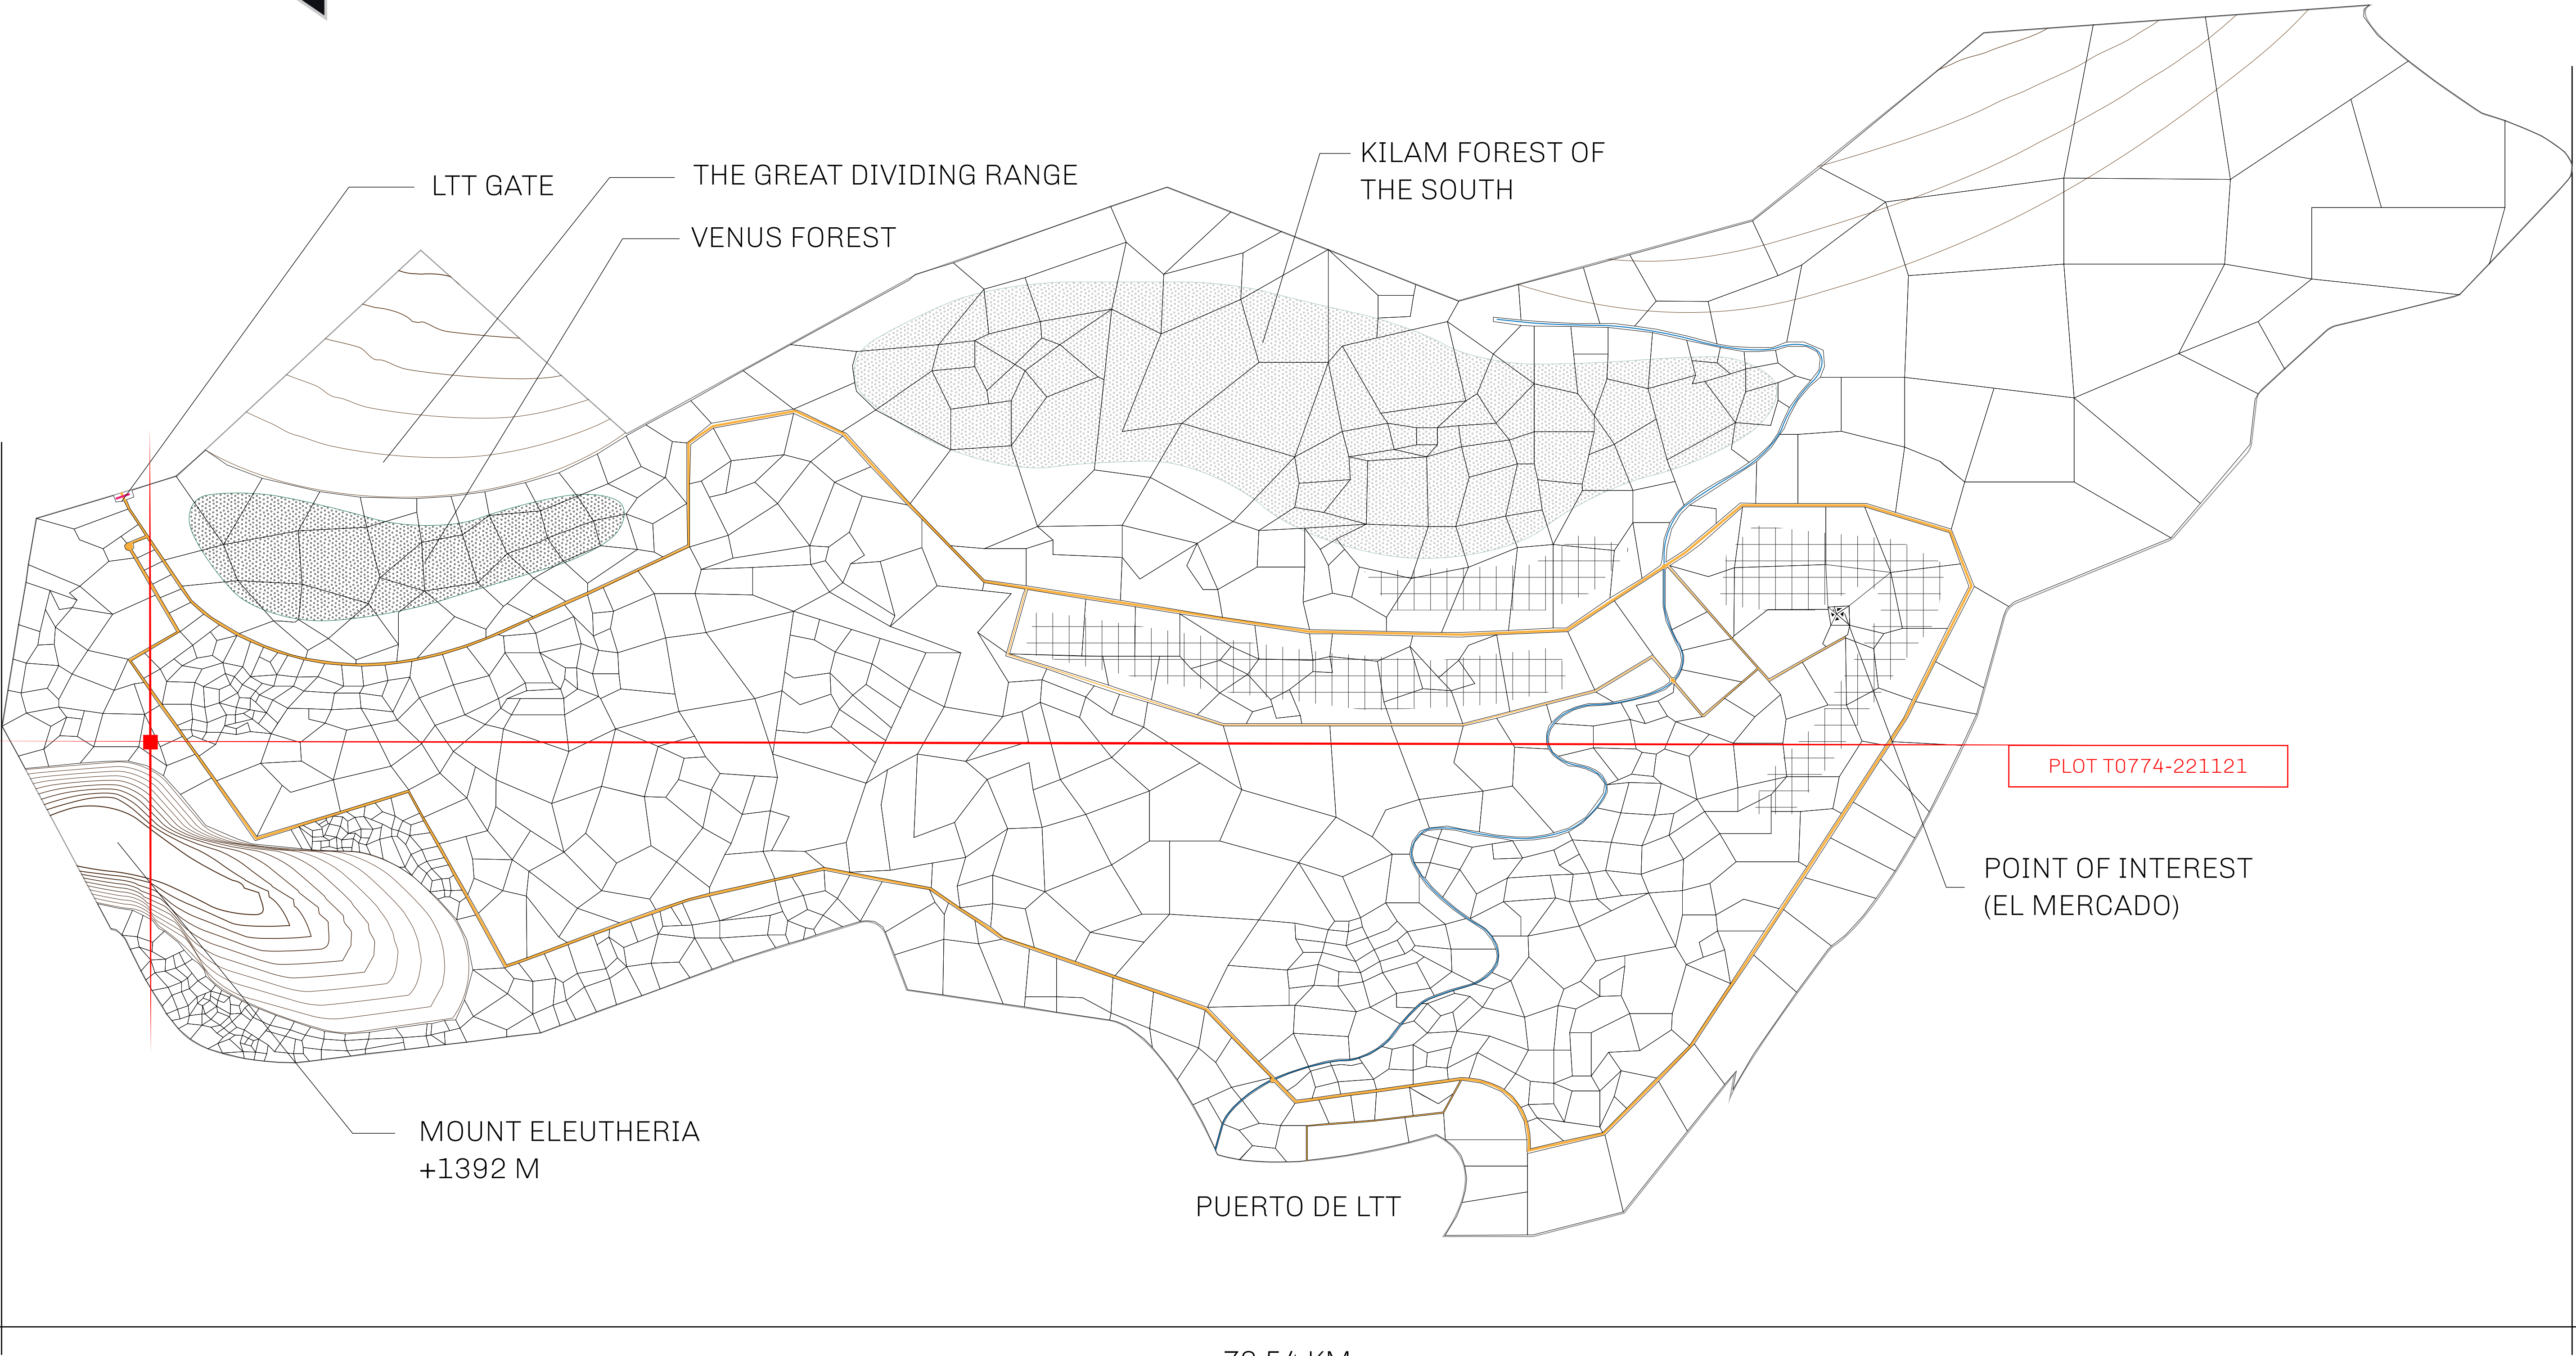 KILAM FOREST OF
THE SOUTH
LTT GATE
THE GREAT DIVIDING RANGE
VENUS FOREST
PLOT T0774-221121
POINT OF INTEREST
(EL MERCADO)
MOUNT ELEUTHERIA
+1392 M
PUERTO DE LTT
KM